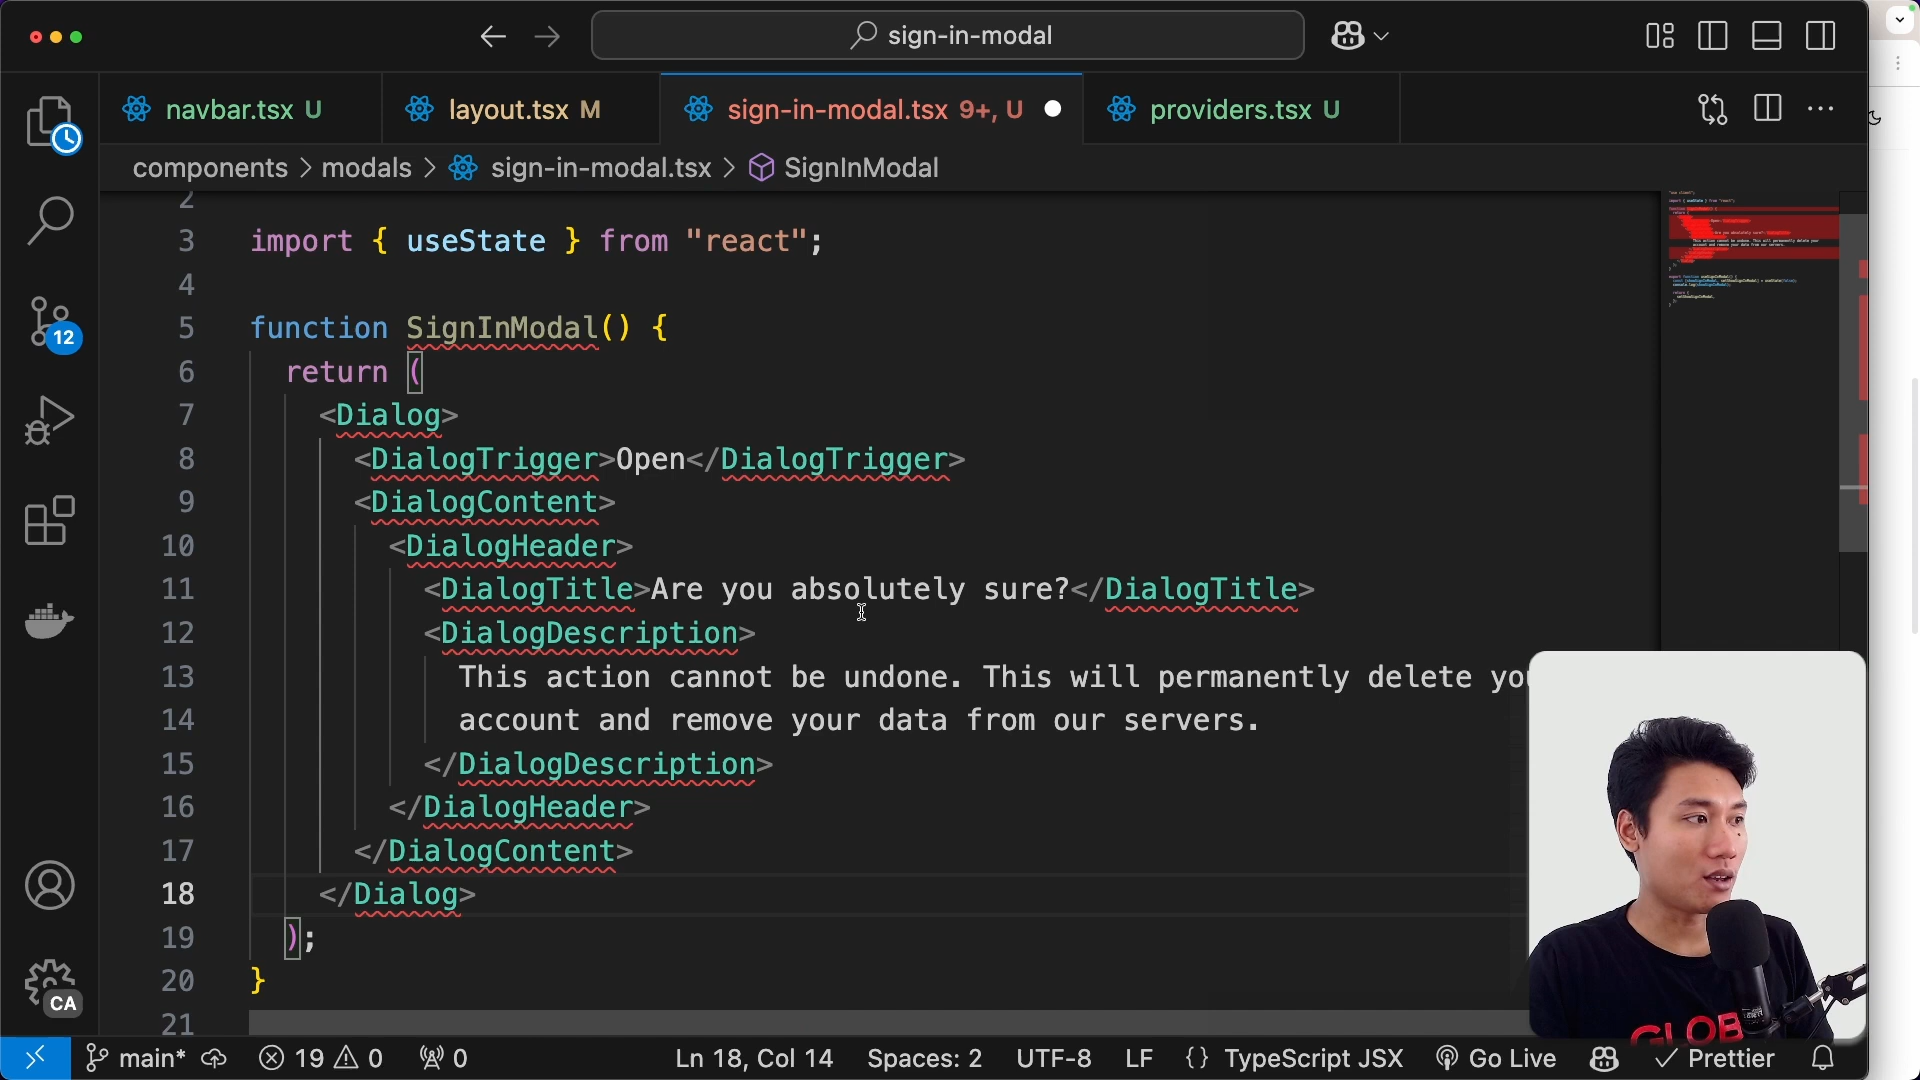 sign-in-modal
navbar.tsx U
layout.tsx M
sign-in-modal.tsx 9+, U
providers.tsx U
components > modals > sign-in-modal.tsx > SignInModal
2
3 import { useState } from "react";
4
5 function SignInModal() {
6 return (
7 <Dialog>
8 <DialogTrigger>Open</DialogTrigger>
9 <DialogContent>
10 <DialogHeader>
11 <DialogTitle>Are you absolutely sure?</DialogTitle>
12 <DialogDescription>
13 This action cannot be undone. This will permanently delete yo
14 account and remove your data from our servers.
15 </DialogDescription>
16 </DialogHeader>
17 </DialogContent>
18 </Dialog>
19 );
20 }
21
12
CA
GLOB
main* 19 0 0 Ln 18, Col 14 Spaces: 2 UTF-8 LF {} TypeScript JSX Go Live Prettier